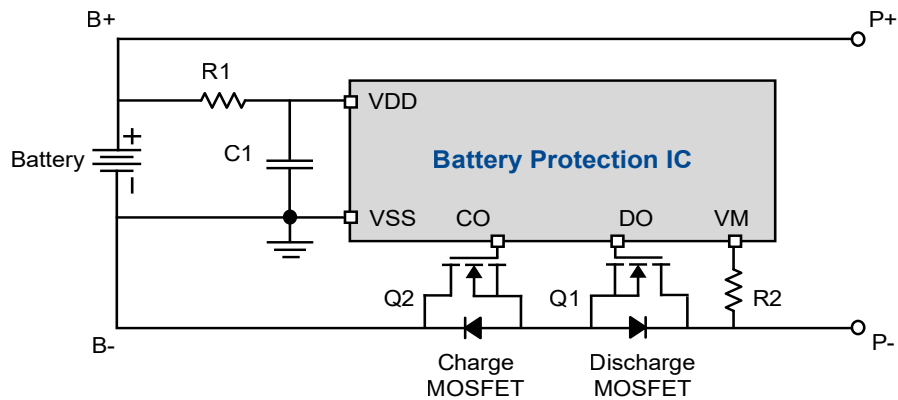 B+
P+
R1
VDD
Battery
+
C1
Battery Protection IC
–
VSS
CO
DO
VM
Q2
Q1
R2
B-
P-
Charge
MOSFET
Discharge
MOSFET